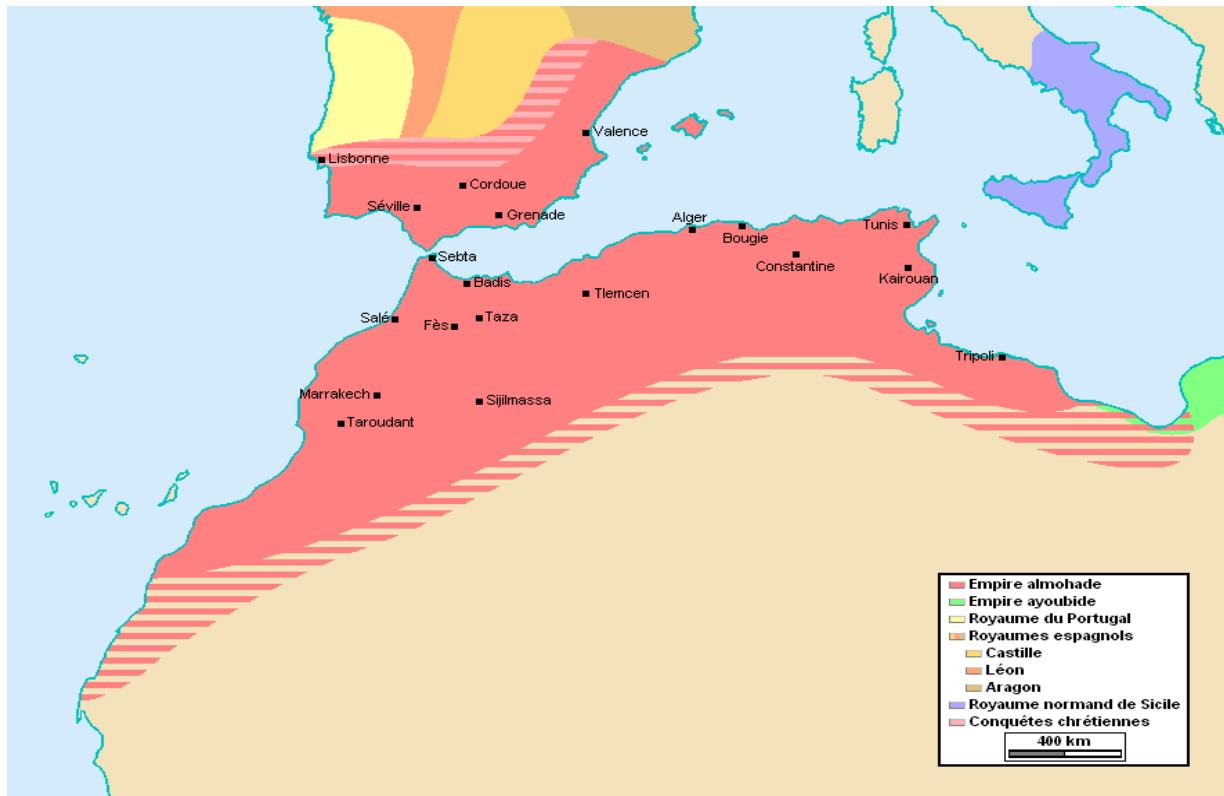 Valence
Lisbonne
Cordoue
Séville
Grenade
Alger
Bougie
Tunis
Sebta
Constantine
Kairouan
Badis
Tlemcen
Salé
Fès
Taza
Tripoli
Marrakech
Sijilmassa
Taroudant
Empire almohade
Empire ayoubide
Royaume du Portugal
Royaumes espagnols
Castille
Léon
Aragon
Royaume normand de Sicile
Conquêtes chrétiennes
400 km